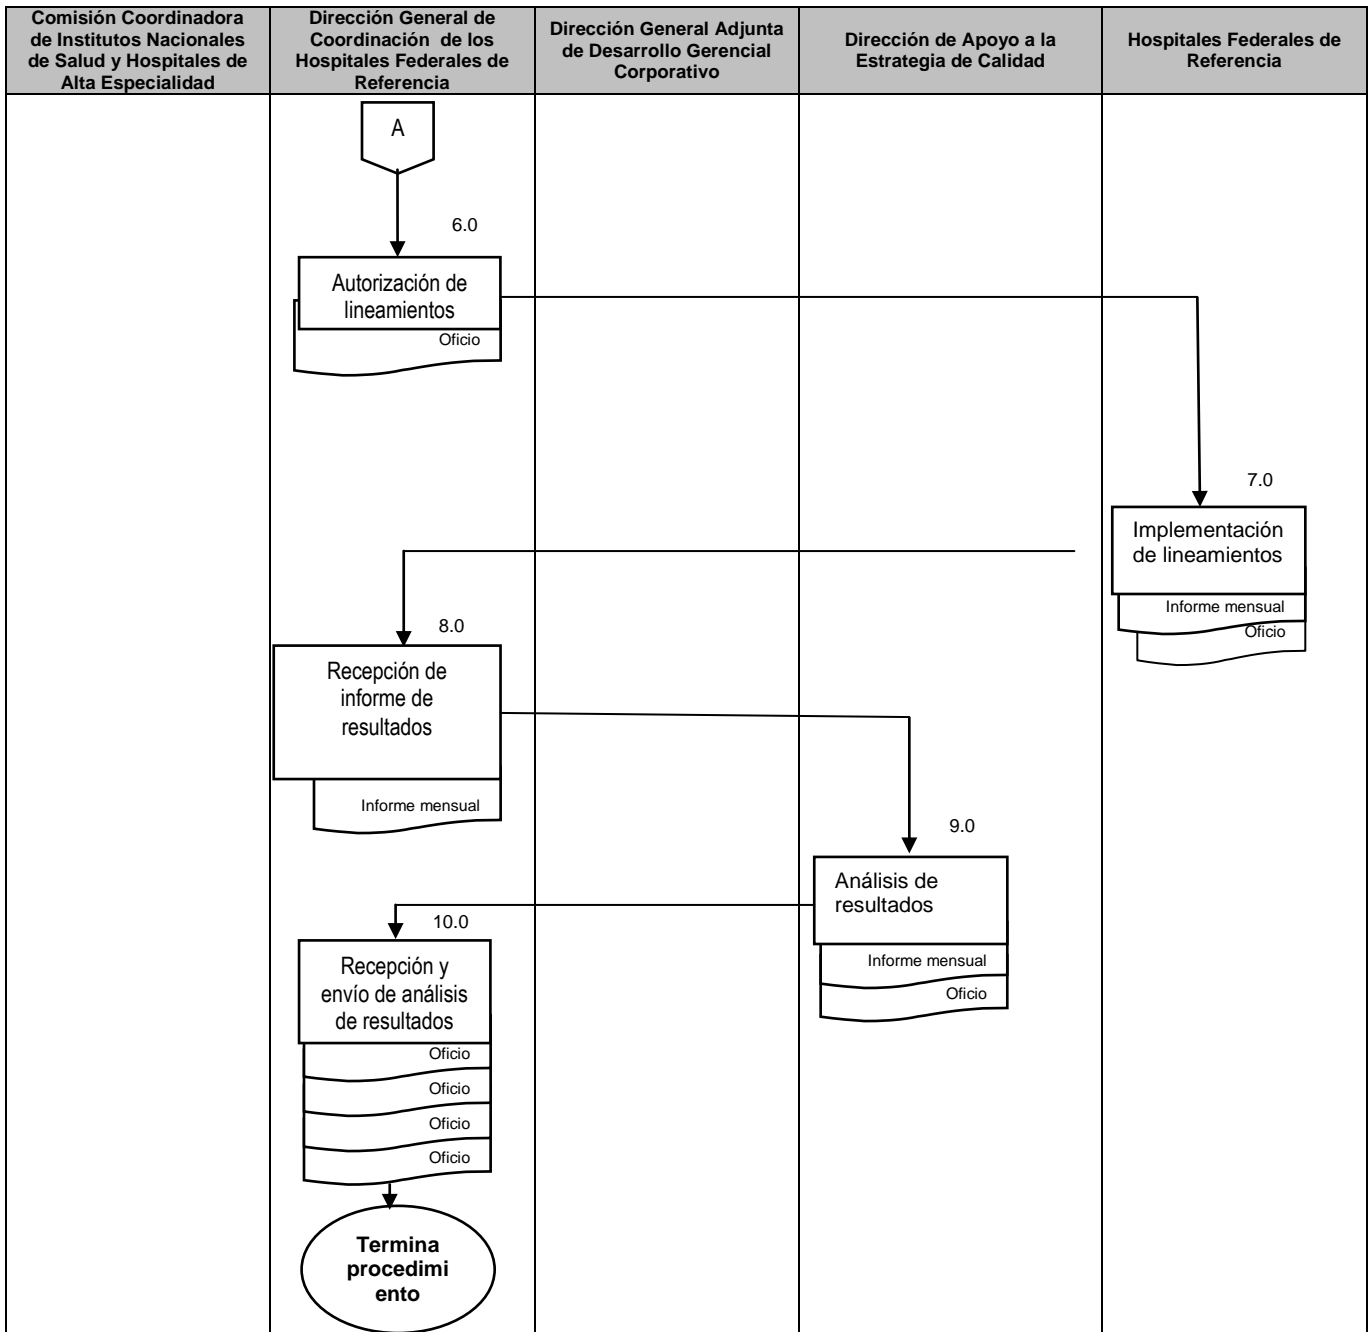 Comisión Coordinadora
de Institutos Nacionales
de Salud y Hospitales de
Alta Especialidad
Dirección General de
Coordinación de los
Hospitales Federales de
Referencia
Dirección General Adjunta
de Desarrollo Gerencial
Corporativo
Dirección de Apoyo a la
Estrategia de Calidad
Hospitales Federales de
Referencia
A
6.0
Autorización de
lineamientos
Oficio
7.0
Implementación
de lineamientos
Informe mensual
Oficio
8.0
Recepción de
informe de
resultados
Informe mensual
9.0
Análisis de
resultados
Informe mensual
Oficio
10.0
Recepción y
envío de análisis
de resultados
Oficio
Oficio
Oficio
Oficio
Termina
procedimi
ento